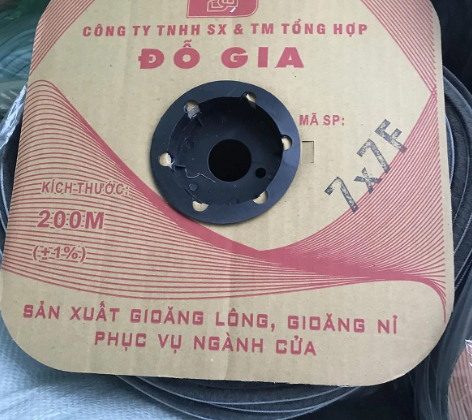 CÔNG TY TNHH SX & TM TỔNG HỢP
ĐỖ GIA
MÃ SP:
7x7F
KÍCH THƯỚC:
200M
(±1%)
SẢN XUẤT GIOĂNG LÔNG, GIOĂNG NỈ
PHỤC VỤ NGÀNH CỬA